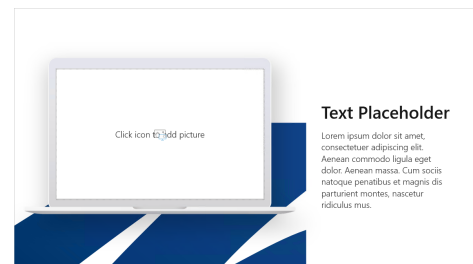 Click icon to add picture
Text Placeholder
Lorem ipsum dolor sit amet,
consectetuer adipiscing elit.
Aenean commodo ligula eget
dolor. Aenean massa. Cum sociis
natoque penatibus et magnis dis
parturient montes, nascetur
ridiculus mus.